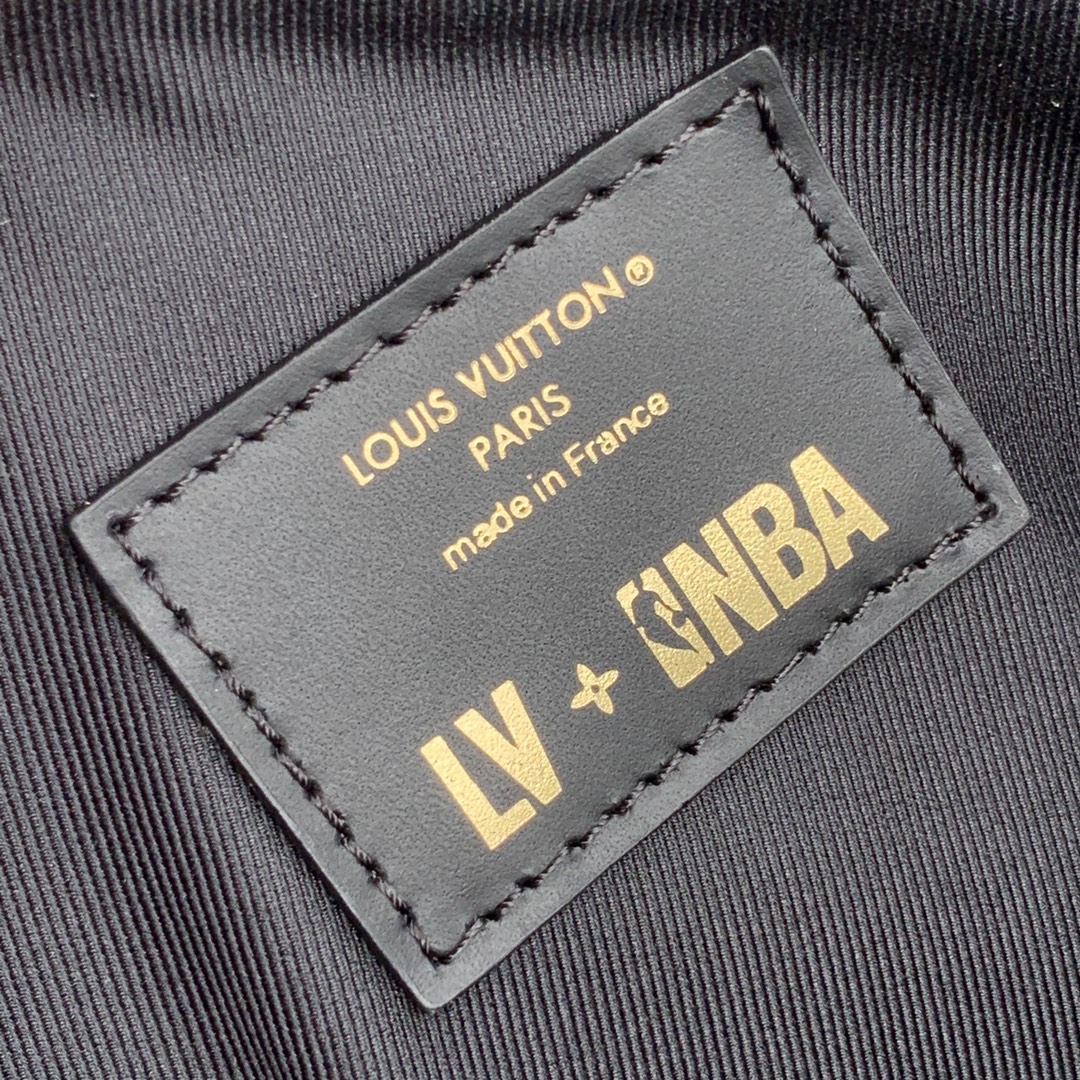 LOUIS VUITTON®
PARIS
made in France
LV + NBA